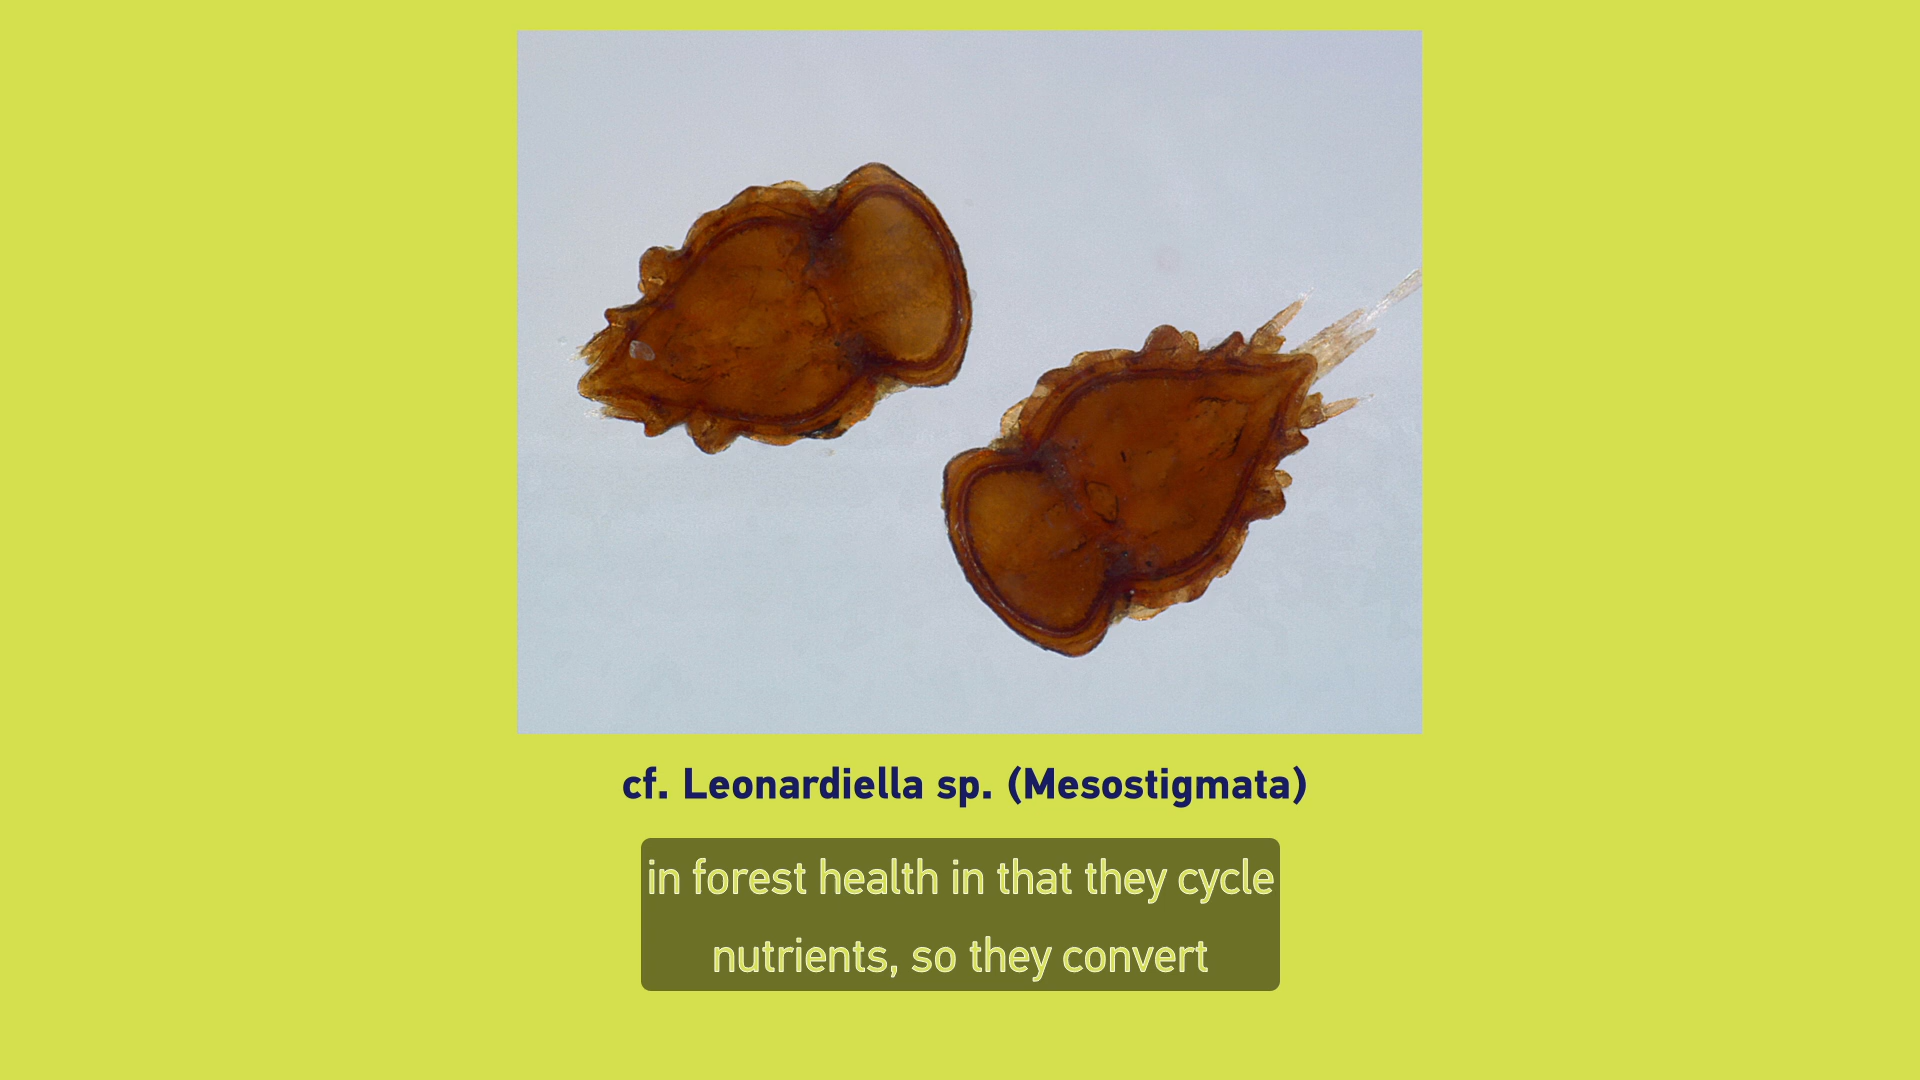 cf. Leonardiella sp. (Mesostigmata)
in forest health in that they cycle
nutrients, so they convert